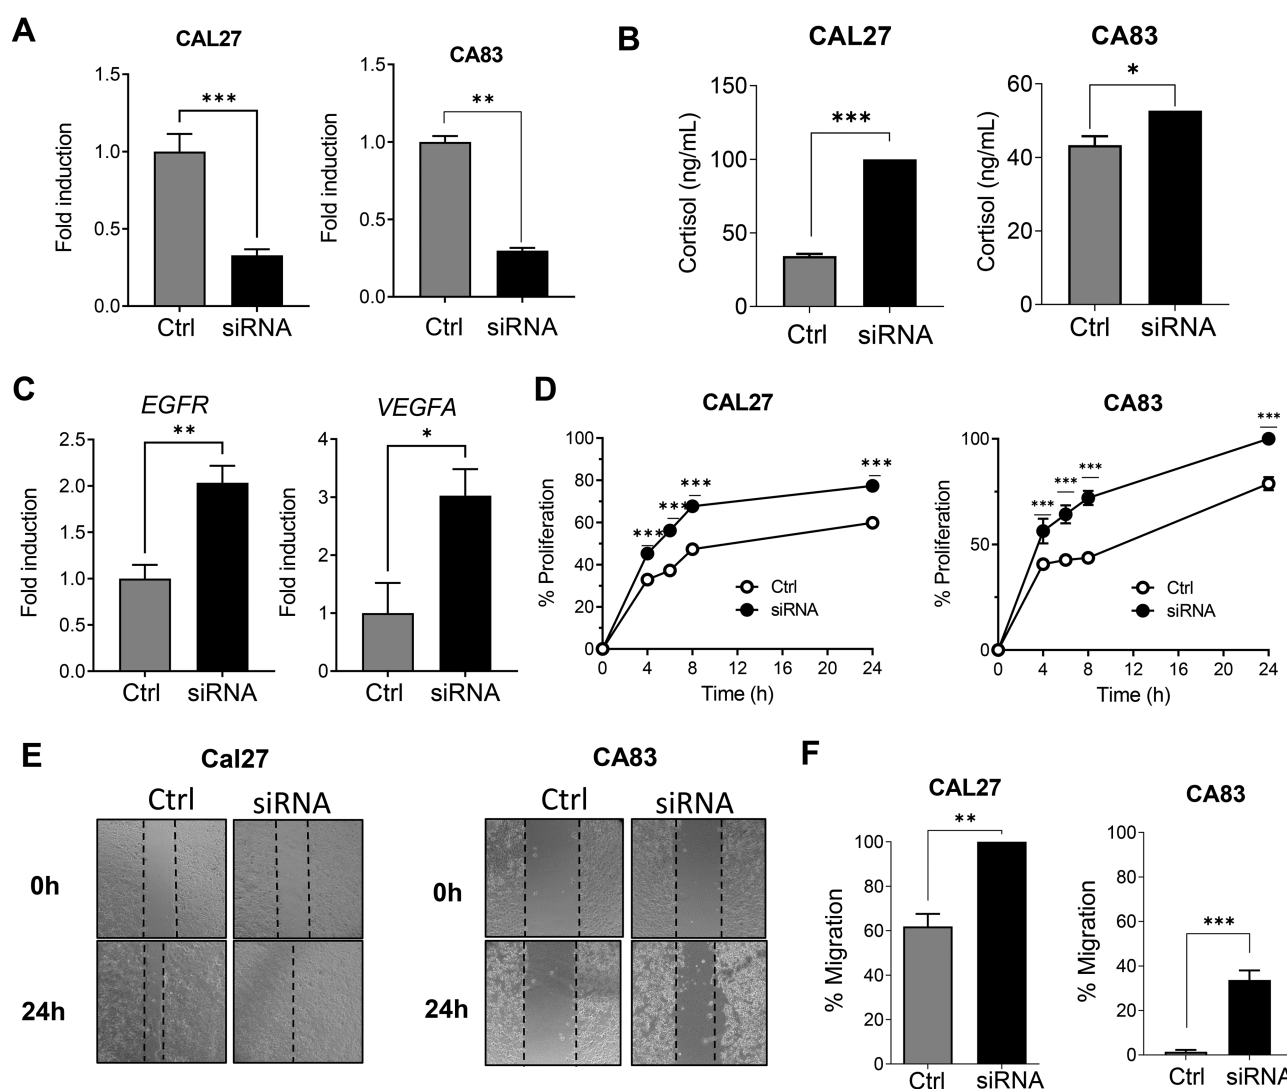 A
CAL27
Fold induction
1.5
1.0
0.5
0.0
***
Ctrl
siRNA
CA83
Fold induction
1.5
1.0
0.5
0.0
**
Ctrl
siRNA
B
CAL27
Cortisol (ng/mL)
150
100
50
0
***
Ctrl
siRNA
CA83
Cortisol (ng/mL)
60
40
20
0
*
Ctrl
siRNA
C
EGFR
Fold induction
2.5
2.0
1.5
1.0
0.5
0.0
**
Ctrl
siRNA
VEGFA
Fold induction
4
3
2
1
0
*
Ctrl
siRNA
D
CAL27
% Proliferation
100
80
60
40
20
0
***
***
***
***
Ctrl
siRNA
0 4 8 12 16 20 24
Time (h)
CA83
% Proliferation
100
50
0
***
***
***
***
Ctrl
siRNA
0 4 8 12 16 20 24
Time (h)
E
Cal27
Ctrl
siRNA
0h
24h
CA83
Ctrl
siRNA
0h
24h
F
CAL27
% Migration
100
80
60
40
20
0
**
Ctrl
siRNA
CA83
% Migration
100
80
60
40
20
0
***
Ctrl
siRNA